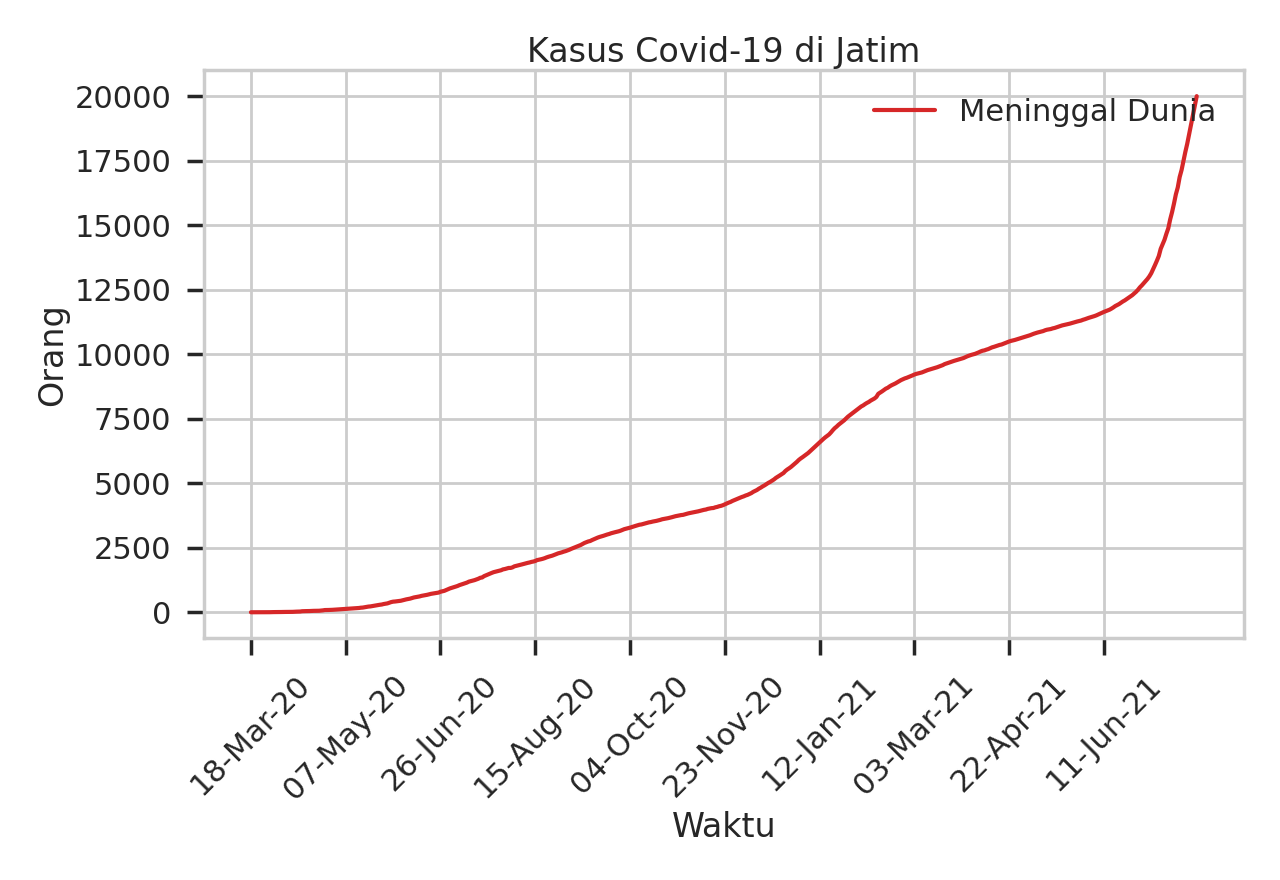 Kasus Covid-19 di Jatim
Meninggal Dunia
Orang
20000
17500
15000
12500
10000
7500
5000
2500
0
18-Mar-20
07-May-20
26-Jun-20
15-Aug-20
04-Oct-20
23-Nov-20
12-Jan-21
03-Mar-21
22-Apr-21
11-Jun-21
Waktu